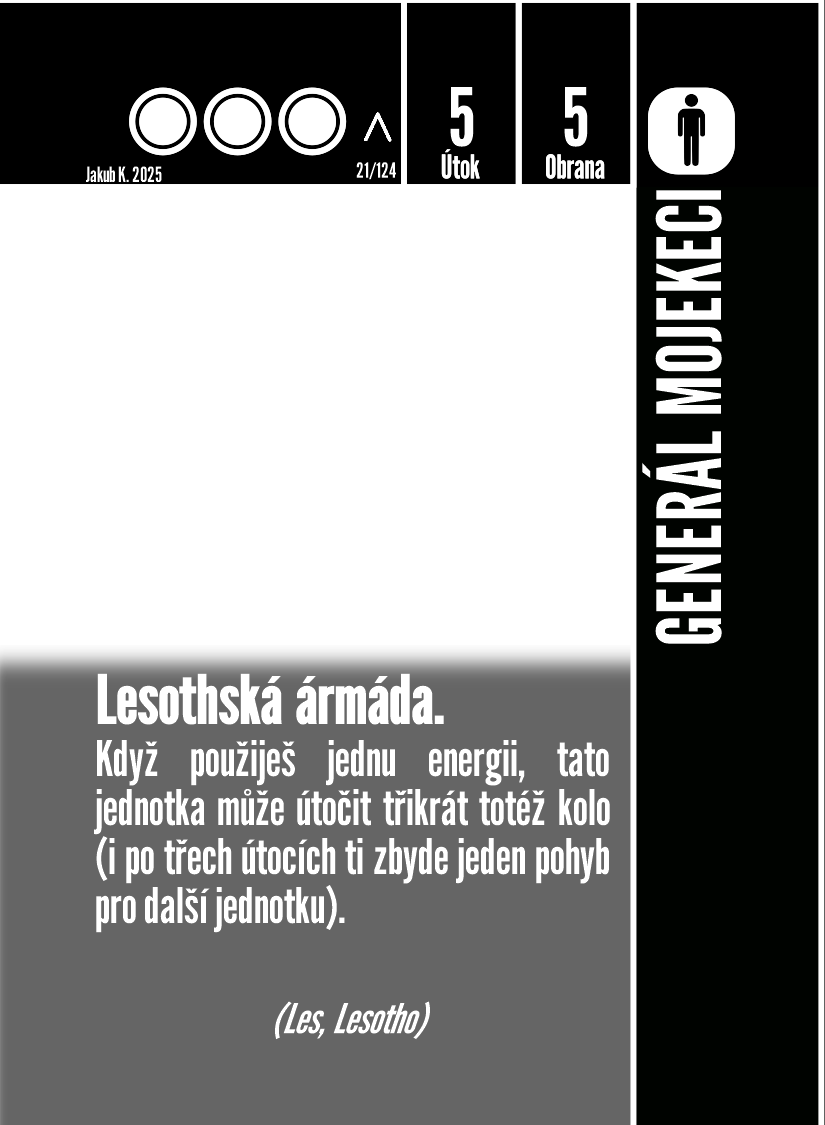 5
5
Jakub K. 2025
21/124
Útok
Obrana
GENERÁL MOJEKECI
Lesothská ármáda.
Když použiješ jednu energii, tato
jednotka může útočit třikrát totéž kolo
(i po třech útocích ti zbyde jeden pohyb
pro další jednotku).
(Les, Lesotho)